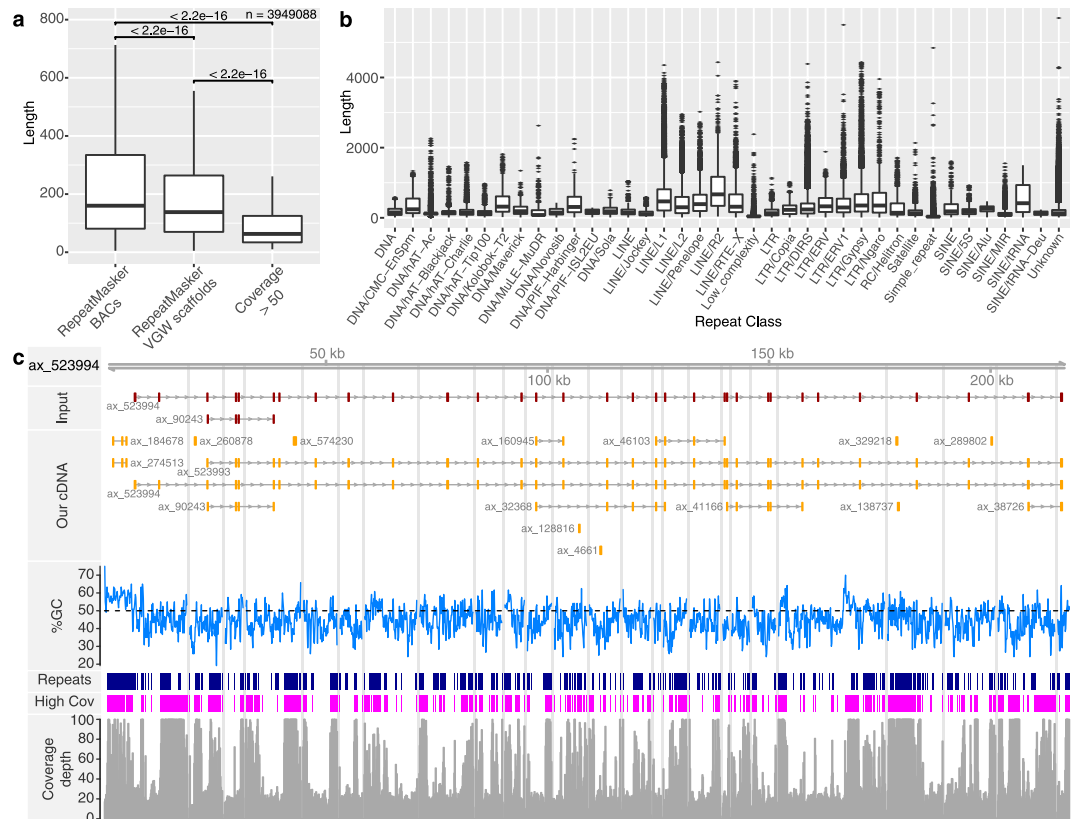 a
< 2.2e−16
n = 3949088
< 2.2e−16
< 2.2e−16
Length
800
600
400
200
0
RepeatMasker
BACs
RepeatMasker
VGW scaffolds
Coverage
> 50
b
Length
4000
2000
0
DNA
DNA/CMC−EnSpm
DNA/hAT−Ac
DNA/hAT−Blackjack
DNA/hAT−Charlie
DNA/hAT−Tip100
DNA/Kolobok−T2
DNA/Maverick
DNA/MuLE−MuDR
DNA/Novosib
DNA/PIF−Harbinger
DNA/PIF−ISL2EU
DNA/Sola
LINE
LINE/Jockey
LINE/L1
LINE/L2
LINE/Penelope
LINE/R2
LINE/RTE−X
Low_complexity
LTR
LTR/Copia
LTR/DIRS
LTR/ERV
LTR/ERV1
LTR/Gypsy
LTR/Ngaro
RC/Helitron
Satellite
Simple_repeat
SINE
SINE/5S
SINE/Alu
SINE/MIR
SINE/tRNA
SINE/tRNA−Deu
Unknown
Repeat Class
c
ax_523994
50 kb
150 kb
100 kb
200 kb
Input
ax_523994
ax_90243
Our cDNA
ax_184678
ax_260878
ax_574230
ax_160945
ax_46103
ax_329218
ax_289802
ax_274513
ax_523993
ax_523994
ax_90243
ax_32368
ax_41166
ax_138737
ax_38726
ax_128816
ax_4661
%GC
70
60
50
40
30
20
Repeats
High Cov
Coverage
depth
100
80
60
40
20
0